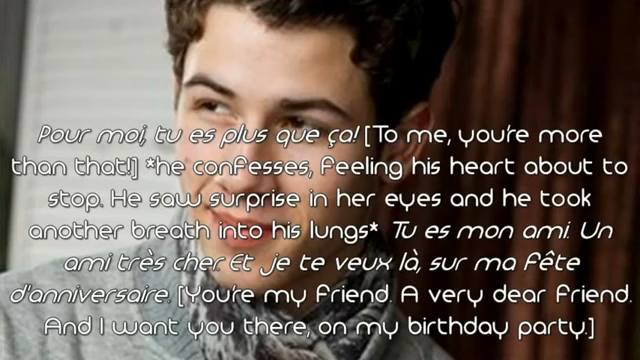 Pour moi, tu es plus que ça! [To me, you're more
than that!] *he confesses, feeling his heart about to
stop. He saw surprise in her eyes and he took
another breath into his lungs* Tu es mon ami. Un
ami très cher. Et je te veux là, sur ma fête
d'anniversaire. [You're my friend. A very dear friend.
And I want you there, on my birthday party.]